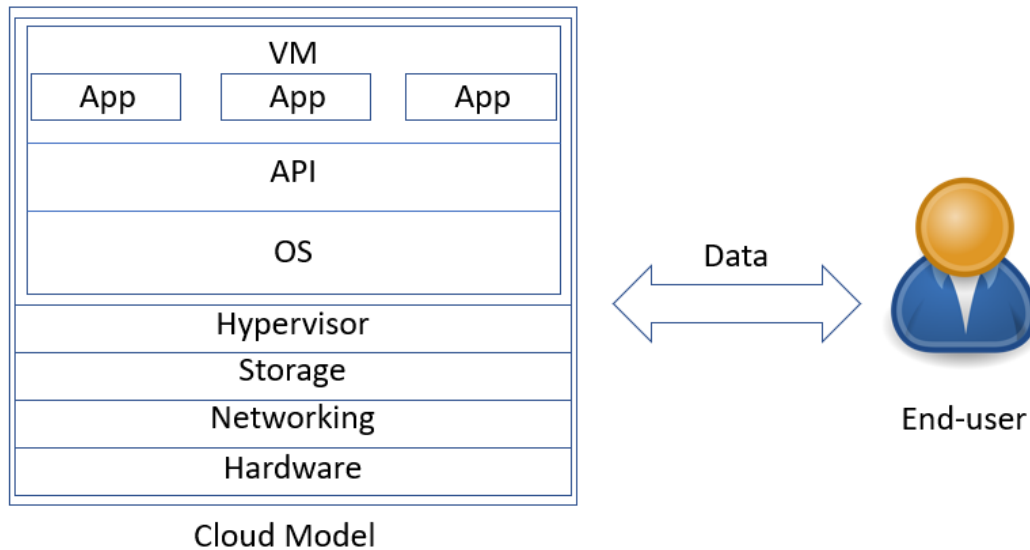 VM
App App App
API
OS
Hypervisor
Storage
Networking
Hardware
Cloud Model
Data
End-user